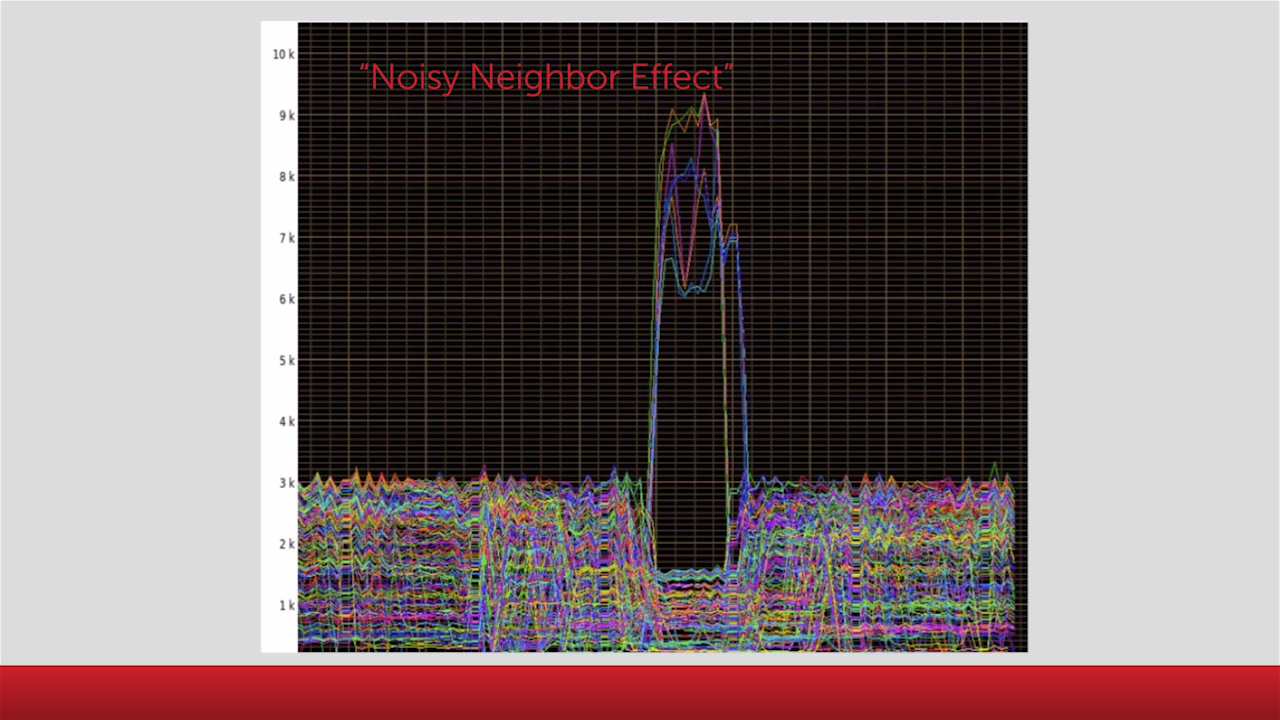 10 k
“Noisy Neighbor Effect”
9 k
8 k
7 k
6 k
5 k
4 k
3 k
2 k
1 k